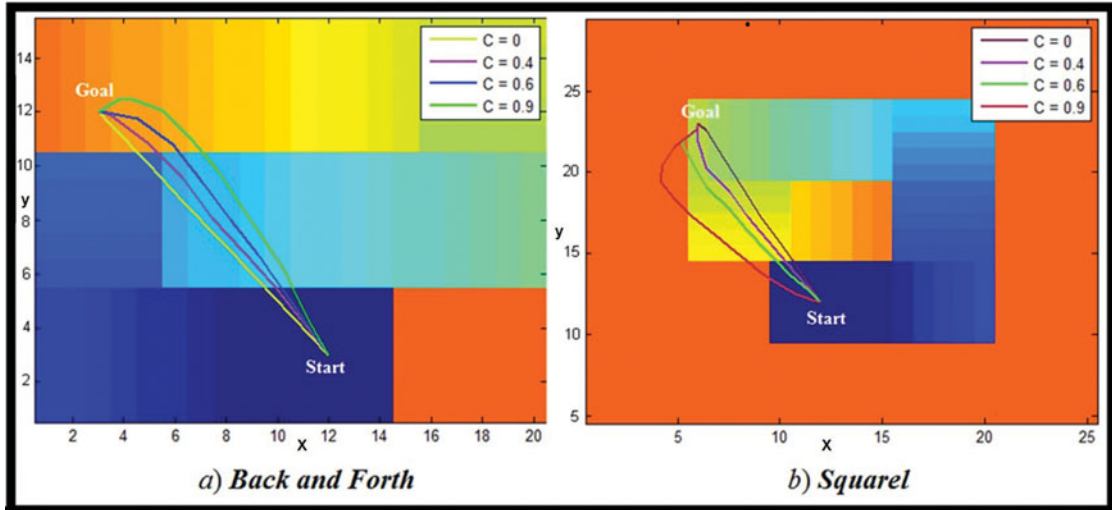 C = 0
C = 0.4
C = 0.6
C = 0.9
Goal
Start
14
12
10
y
8
6
4
2
2 4 6 8 10 12 14 16 18 20
X
a) Back and Forth
C = 0
C = 0.4
C = 0.6
C = 0.9
Goal
Start
25
20
y
15
10
5
5 10 15 20 25
X
b) Squarel